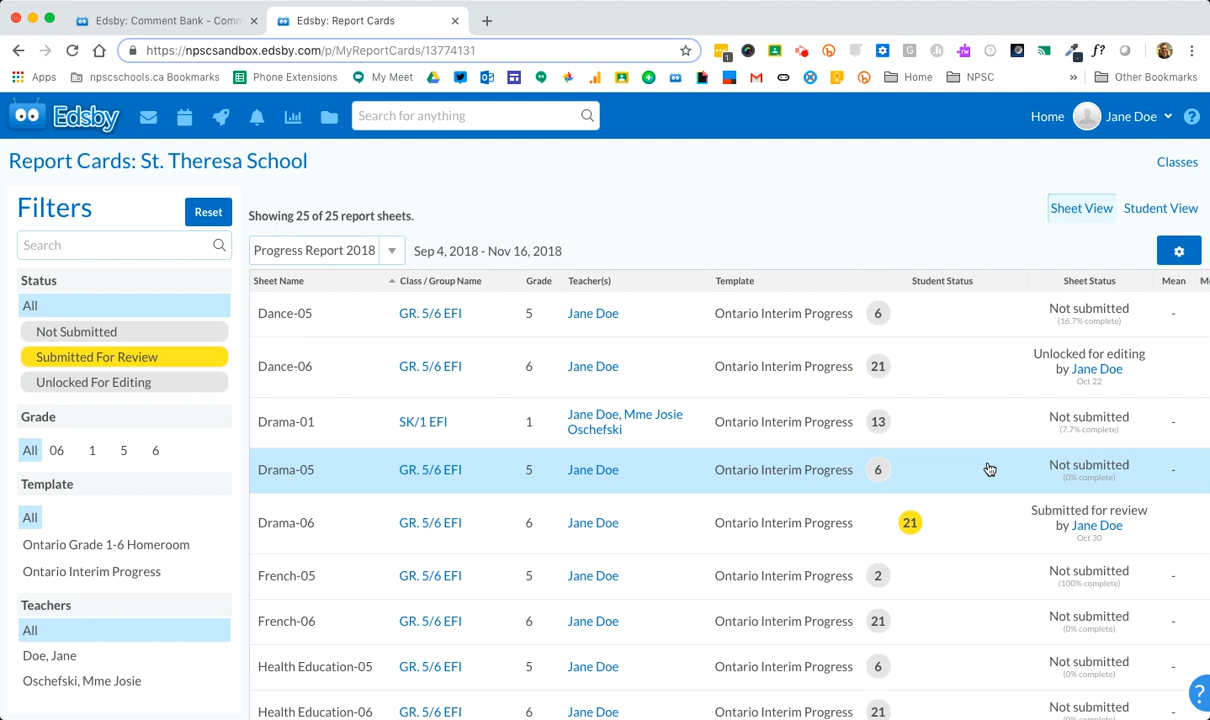 Edsby: Comment Bank - Comm
Edsby: Report Cards
https://npscsandbox.edsby.com/p/MyReportCards/13774131
Apps npscschools.ca Bookmarks Phone Extensions My Meet Home NPSC » Other Bookmarks
Edsby Search for anything Home Jane Doe
Report Cards: St. Theresa School Classes
Filters Reset
Showing 25 of 25 report sheets. Sheet View Student View
Search
Progress Report 2018 Sep 4, 2018 - Nov 16, 2018
Status
All
Not Submitted
Submitted For Review
Unlocked For Editing
Grade
All 06 1 5 6
Template
All
Ontario Grade 1-6 Homeroom
Ontario Interim Progress
Teachers
All
Doe, Jane
Oschefski, Mme Josie
Sheet Name Class / Group Name Grade Teacher(s) Template Student Status Sheet Status Mean
Dance-05 GR. 5/6 EFI 5 Jane Doe Ontario Interim Progress 6 Not submitted -
(16.7% complete)
Dance-06 GR. 5/6 EFI 6 Jane Doe Ontario Interim Progress 21 Unlocked for editing
by Jane Doe
Oct 22
Drama-01 SK/1 EFI 1 Jane Doe, Mme Josie
Oschefski Ontario Interim Progress 13 Not submitted -
(7.7% complete)
Drama-05 GR. 5/6 EFI 5 Jane Doe Ontario Interim Progress 6 Not submitted -
(0% complete)
Drama-06 GR. 5/6 EFI 6 Jane Doe Ontario Interim Progress 21 Submitted for review
by Jane Doe
Oct 30
French-05 GR. 5/6 EFI 5 Jane Doe Ontario Interim Progress 2 Not submitted -
(100% complete)
French-06 GR. 5/6 EFI 6 Jane Doe Ontario Interim Progress 21 Not submitted -
(0% complete)
Health Education-05 GR. 5/6 EFI 5 Jane Doe Ontario Interim Progress 6 Not submitted -
(0% complete)
Health Education-06 GR. 5/6 EFI 6 Jane Doe Ontario Interim Progress 21 Not submitted -